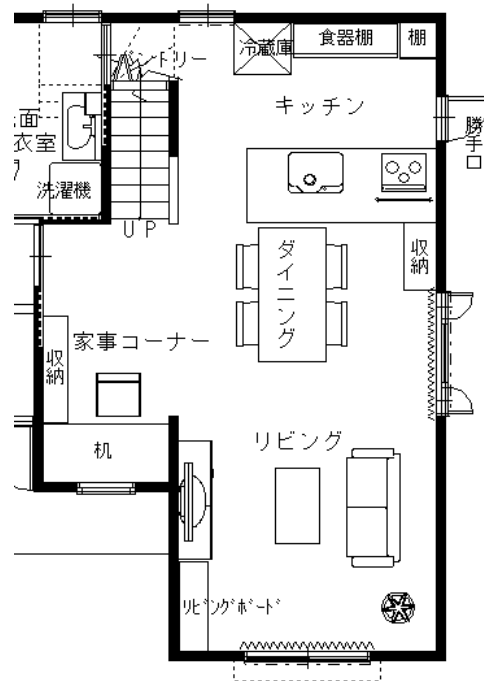 パントリー
冷蔵庫
食器棚
棚
キッチン
勝手口
面
衣室
洗濯機
UP
収納
ダイニング
家事コーナー
収納
リビング
机
リビングボード